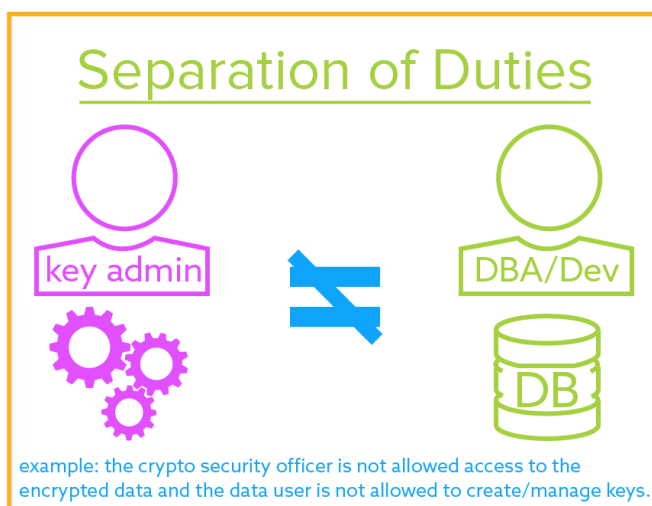 Separation of Duties
key admin
DBA/Dev
DB
example: the crypto security officer is not allowed access to the
encrypted data and the data user is not allowed to create/manage keys.